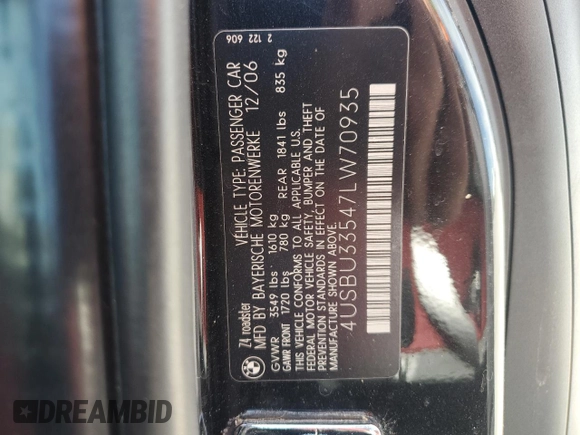 Z4 roadster VEHICLE TYPE: PASSENGER CAR
MFD BY BAYERISCHE MOTORENWERKE 12/06
GVWR 3549 lbs 1610 kg
GAWR FRONT 1720 lbs 780 kg REAR 1841 lbs 835 kg
THIS VEHICLE CONFORMS TO ALL APPLICABLE U.S.
FEDERAL MOTOR VEHICLE SAFETY, BUMPER AND THEFT
PREVENTION STANDARDS IN EFFECT ON THE DATE OF
MANUFACTURE SHOWN ABOVE.
4USBU33547LW70935
2 122 606
DREAMBID